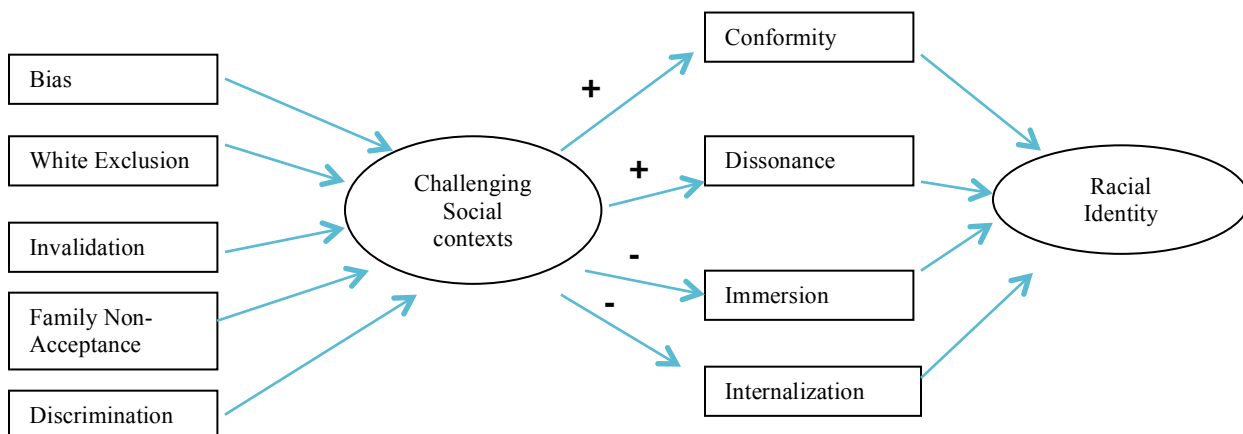 Bias
White Exclusion
Invalidation
Family Non-
Acceptance
Discrimination
Challenging
Social
contexts
+
+
-
-
Conformity
Dissonance
Immersion
Internalization
Racial
Identity